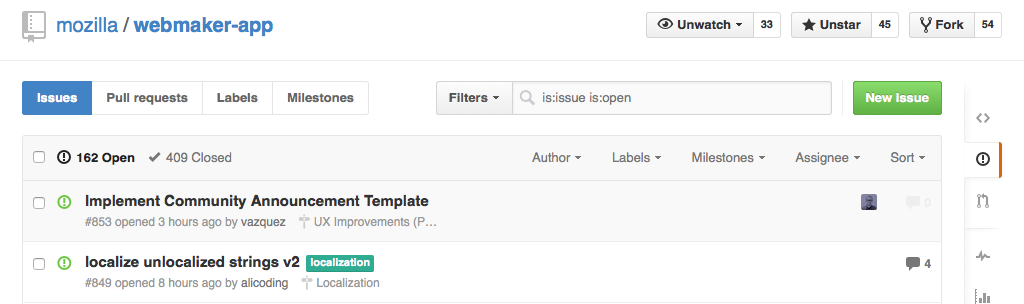 mozilla / webmaker-app Unwatch 33 Unstar 45 Fork 54
Issues Pull requests Labels Milestones Filters is:issue is:open New issue
162 Open 409 Closed Author Labels Milestones Assignee Sort
Implement Community Announcement Template 0
#853 opened 3 hours ago by vazquez UX Improvements (P…
localize unlocalized strings v2 localization 4
#849 opened 8 hours ago by alicoding Localization